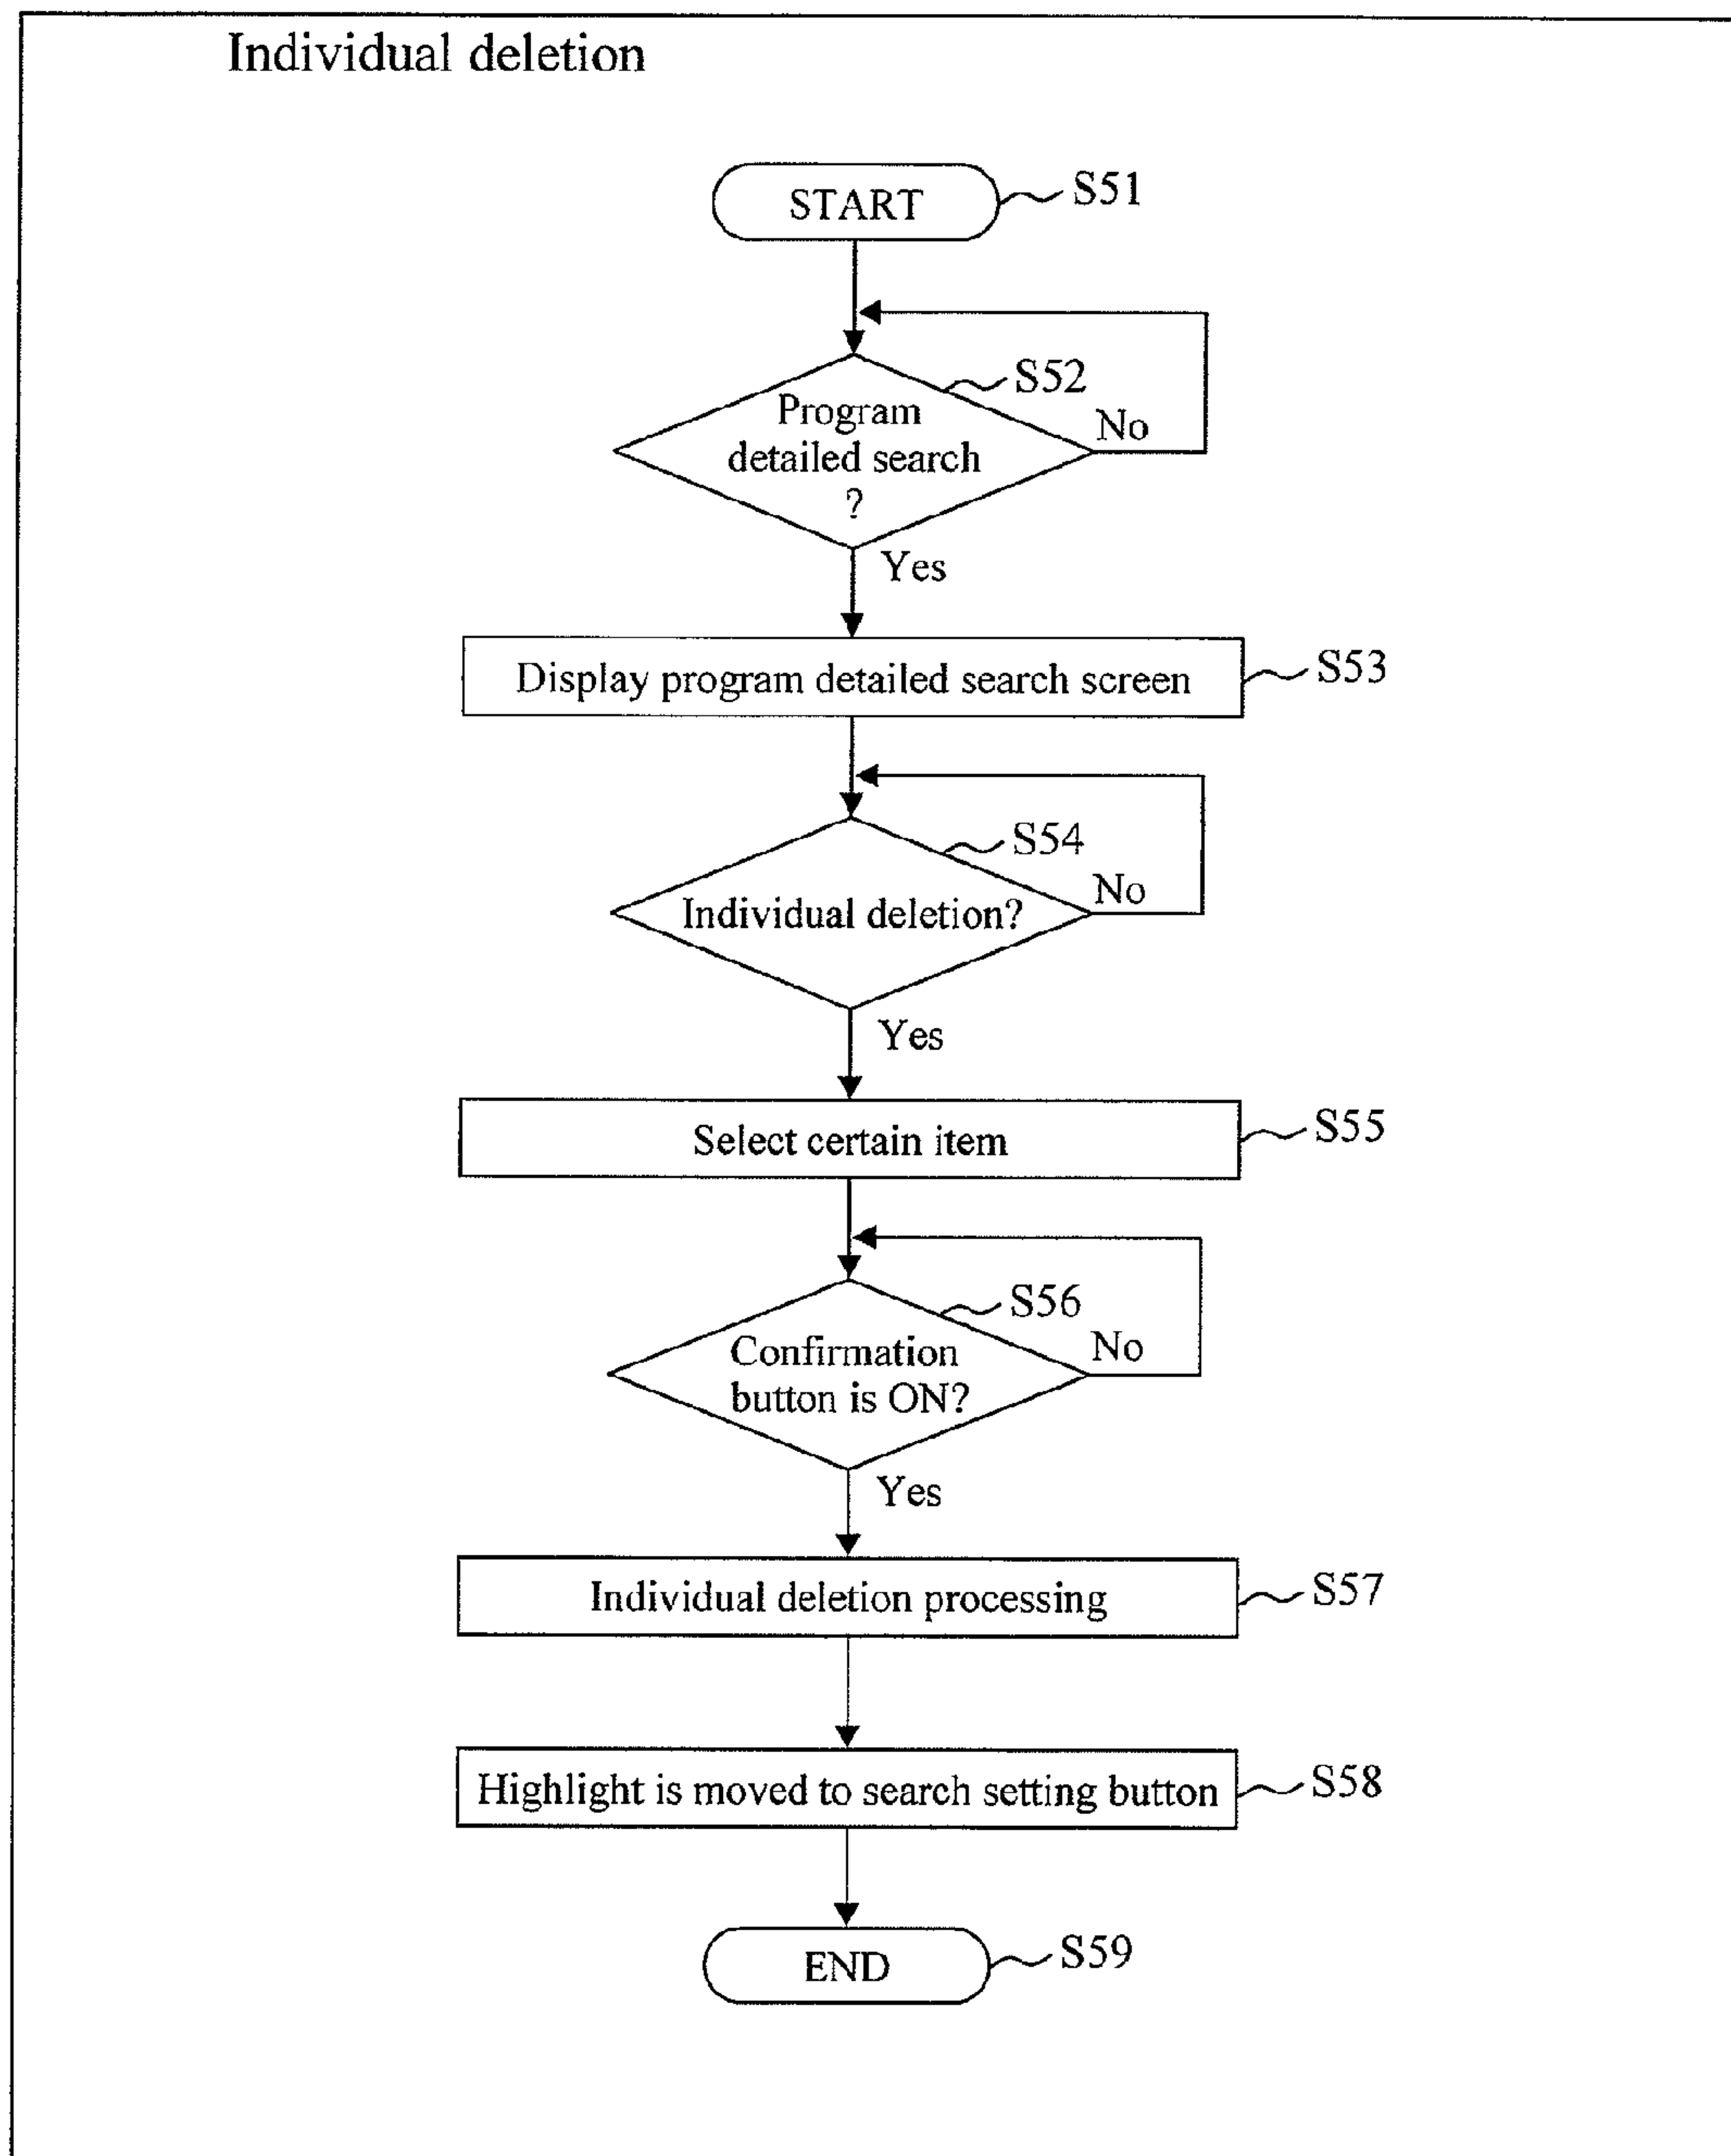 Individual deletion
START
S51
S52
Program
detailed search
?
No
Yes
Display program detailed search screen
S53
S54
Individual deletion?
No
Yes
Select certain item
S55
S56
Confirmation
button is ON?
No
Yes
Individual deletion processing
S57
Highlight is moved to search setting button
S58
END
S59